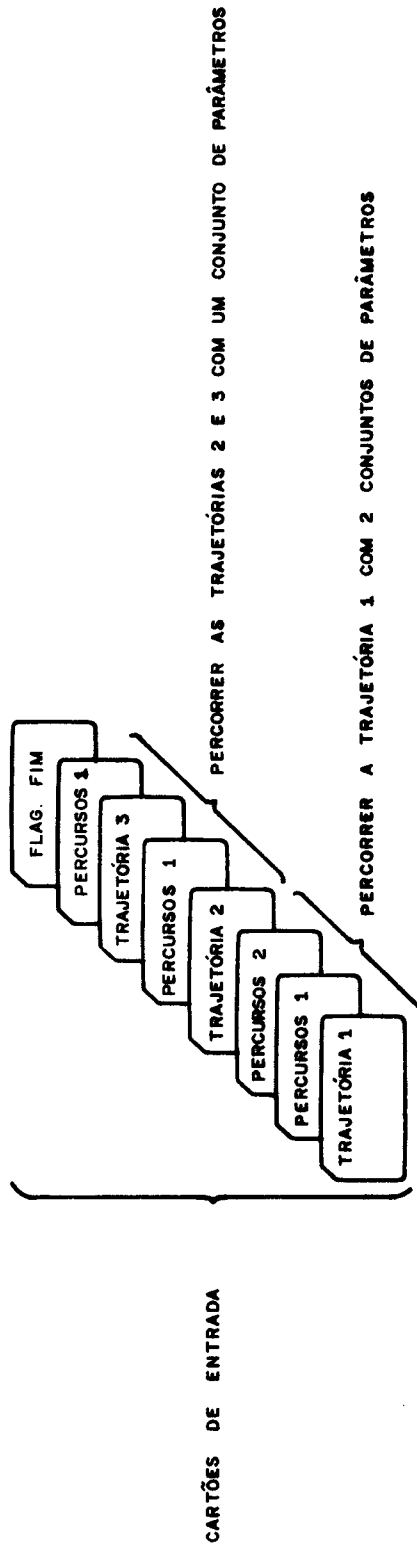 CARTÕES DE ENTRADA
FLAG. FIM
PERCURSOS 1
TRAJETÓRIA 3
PERCURSOS 1
TRAJETÓRIA 2
PERCURSOS 2
PERCURSOS 1
TRAJETÓRIA 1
PERCORRER AS TRAJETÓRIAS 2 E 3 COM UM CONJUNTO DE PARÂMETROS
PERCORRER A TRAJETÓRIA 1 COM 2 CONJUNTOS DE PARÂMETROS